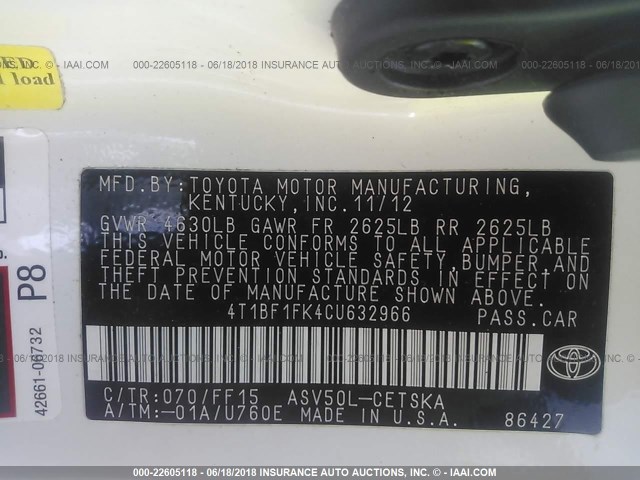 000-22605118 - 06/18/2018 INSURANCE AUTO AUCTIONS, INC. - © IAAI.COM
load
P8
42661-06732
MFD.BY:TOYOTA MOTOR MANUFACTURING,
KENTUCKY,INC.11/12
GVWR 4630LB GAWR FR 2625LB RR 2625LB
THIS VEHICLE CONFORMS TO ALL APPLICABLE
FEDERAL MOTOR VEHICLE SAFETY,BUMPER AND
THEFT PREVENTION STANDARDS IN EFFECT ON
THE DATE OF MANUFACTURE SHOWN ABOVE.
4T1BF1FK4CU632966 PASS.CAR
C/TR:070/FF15 ASV50L-CETSKA
A/TM:-01A/U760E MADE IN U.S.A. 86427
TOYOTA
000-22605118 - 06/18/2018 INSURANCE AUTO AUCTIONS, INC. - © IAAI.COM